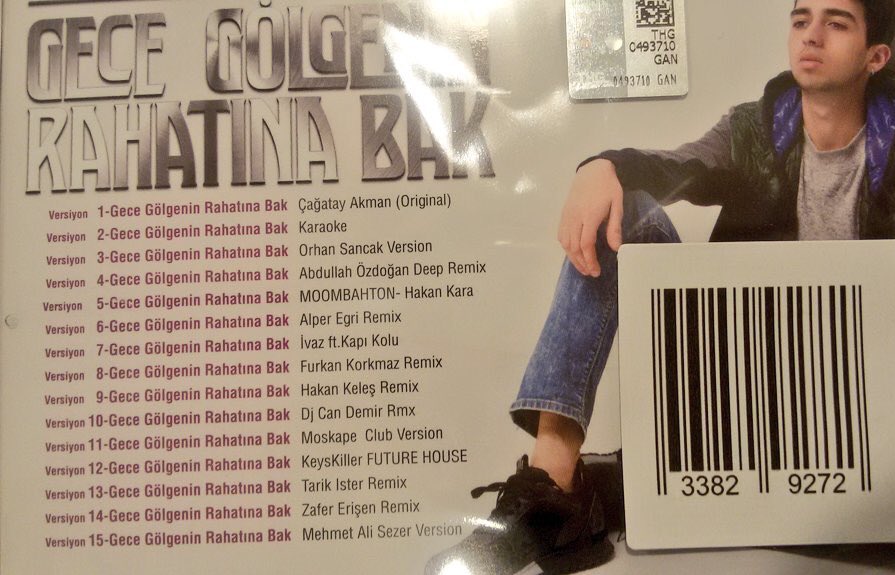 GECE GÖLGENİN
RAHATINA BAK
THG
0493710
GAN
0493710 GAN
Versiyon 1-Gece Gölgenin Rahatına Bak Çağatay Akman (Original)
Versiyon 2-Gece Gölgenin Rahatına Bak Karaoke
Versiyon 3-Gece Gölgenin Rahatına Bak Orhan Sancak Version
Versiyon 4-Gece Gölgenin Rahatına Bak Abdullah Özdoğan Deep Remix
Versiyon 5-Gece Gölgenin Rahatına Bak MOOMBAHTON- Hakan Kara
Versiyon 6-Gece Gölgenin Rahatına Bak Alper Egri Remix
Versiyon 7-Gece Gölgenin Rahatına Bak İvaz ft.Kapı Kolu
Versiyon 8-Gece Gölgenin Rahatına Bak Furkan Korkmaz Remix
Versiyon 9-Gece Gölgenin Rahatına Bak Hakan Keleş Remix
Versiyon 10-Gece Gölgenin Rahatına Bak Dj Can Demir Rmx
Versiyon 11-Gece Gölgenin Rahatına Bak Moskape Club Version
Versiyon 12-Gece Gölgenin Rahatına Bak KeysKiller FUTURE HOUSE
Versiyon 13-Gece Gölgenin Rahatına Bak Tarik Ister Remix
Versiyon 14-Gece Gölgenin Rahatına Bak Zafer Erişen Remix
Versiyon 15-Gece Gölgenin Rahatına Bak Mehmet Ali Sezer Version
3382 9272